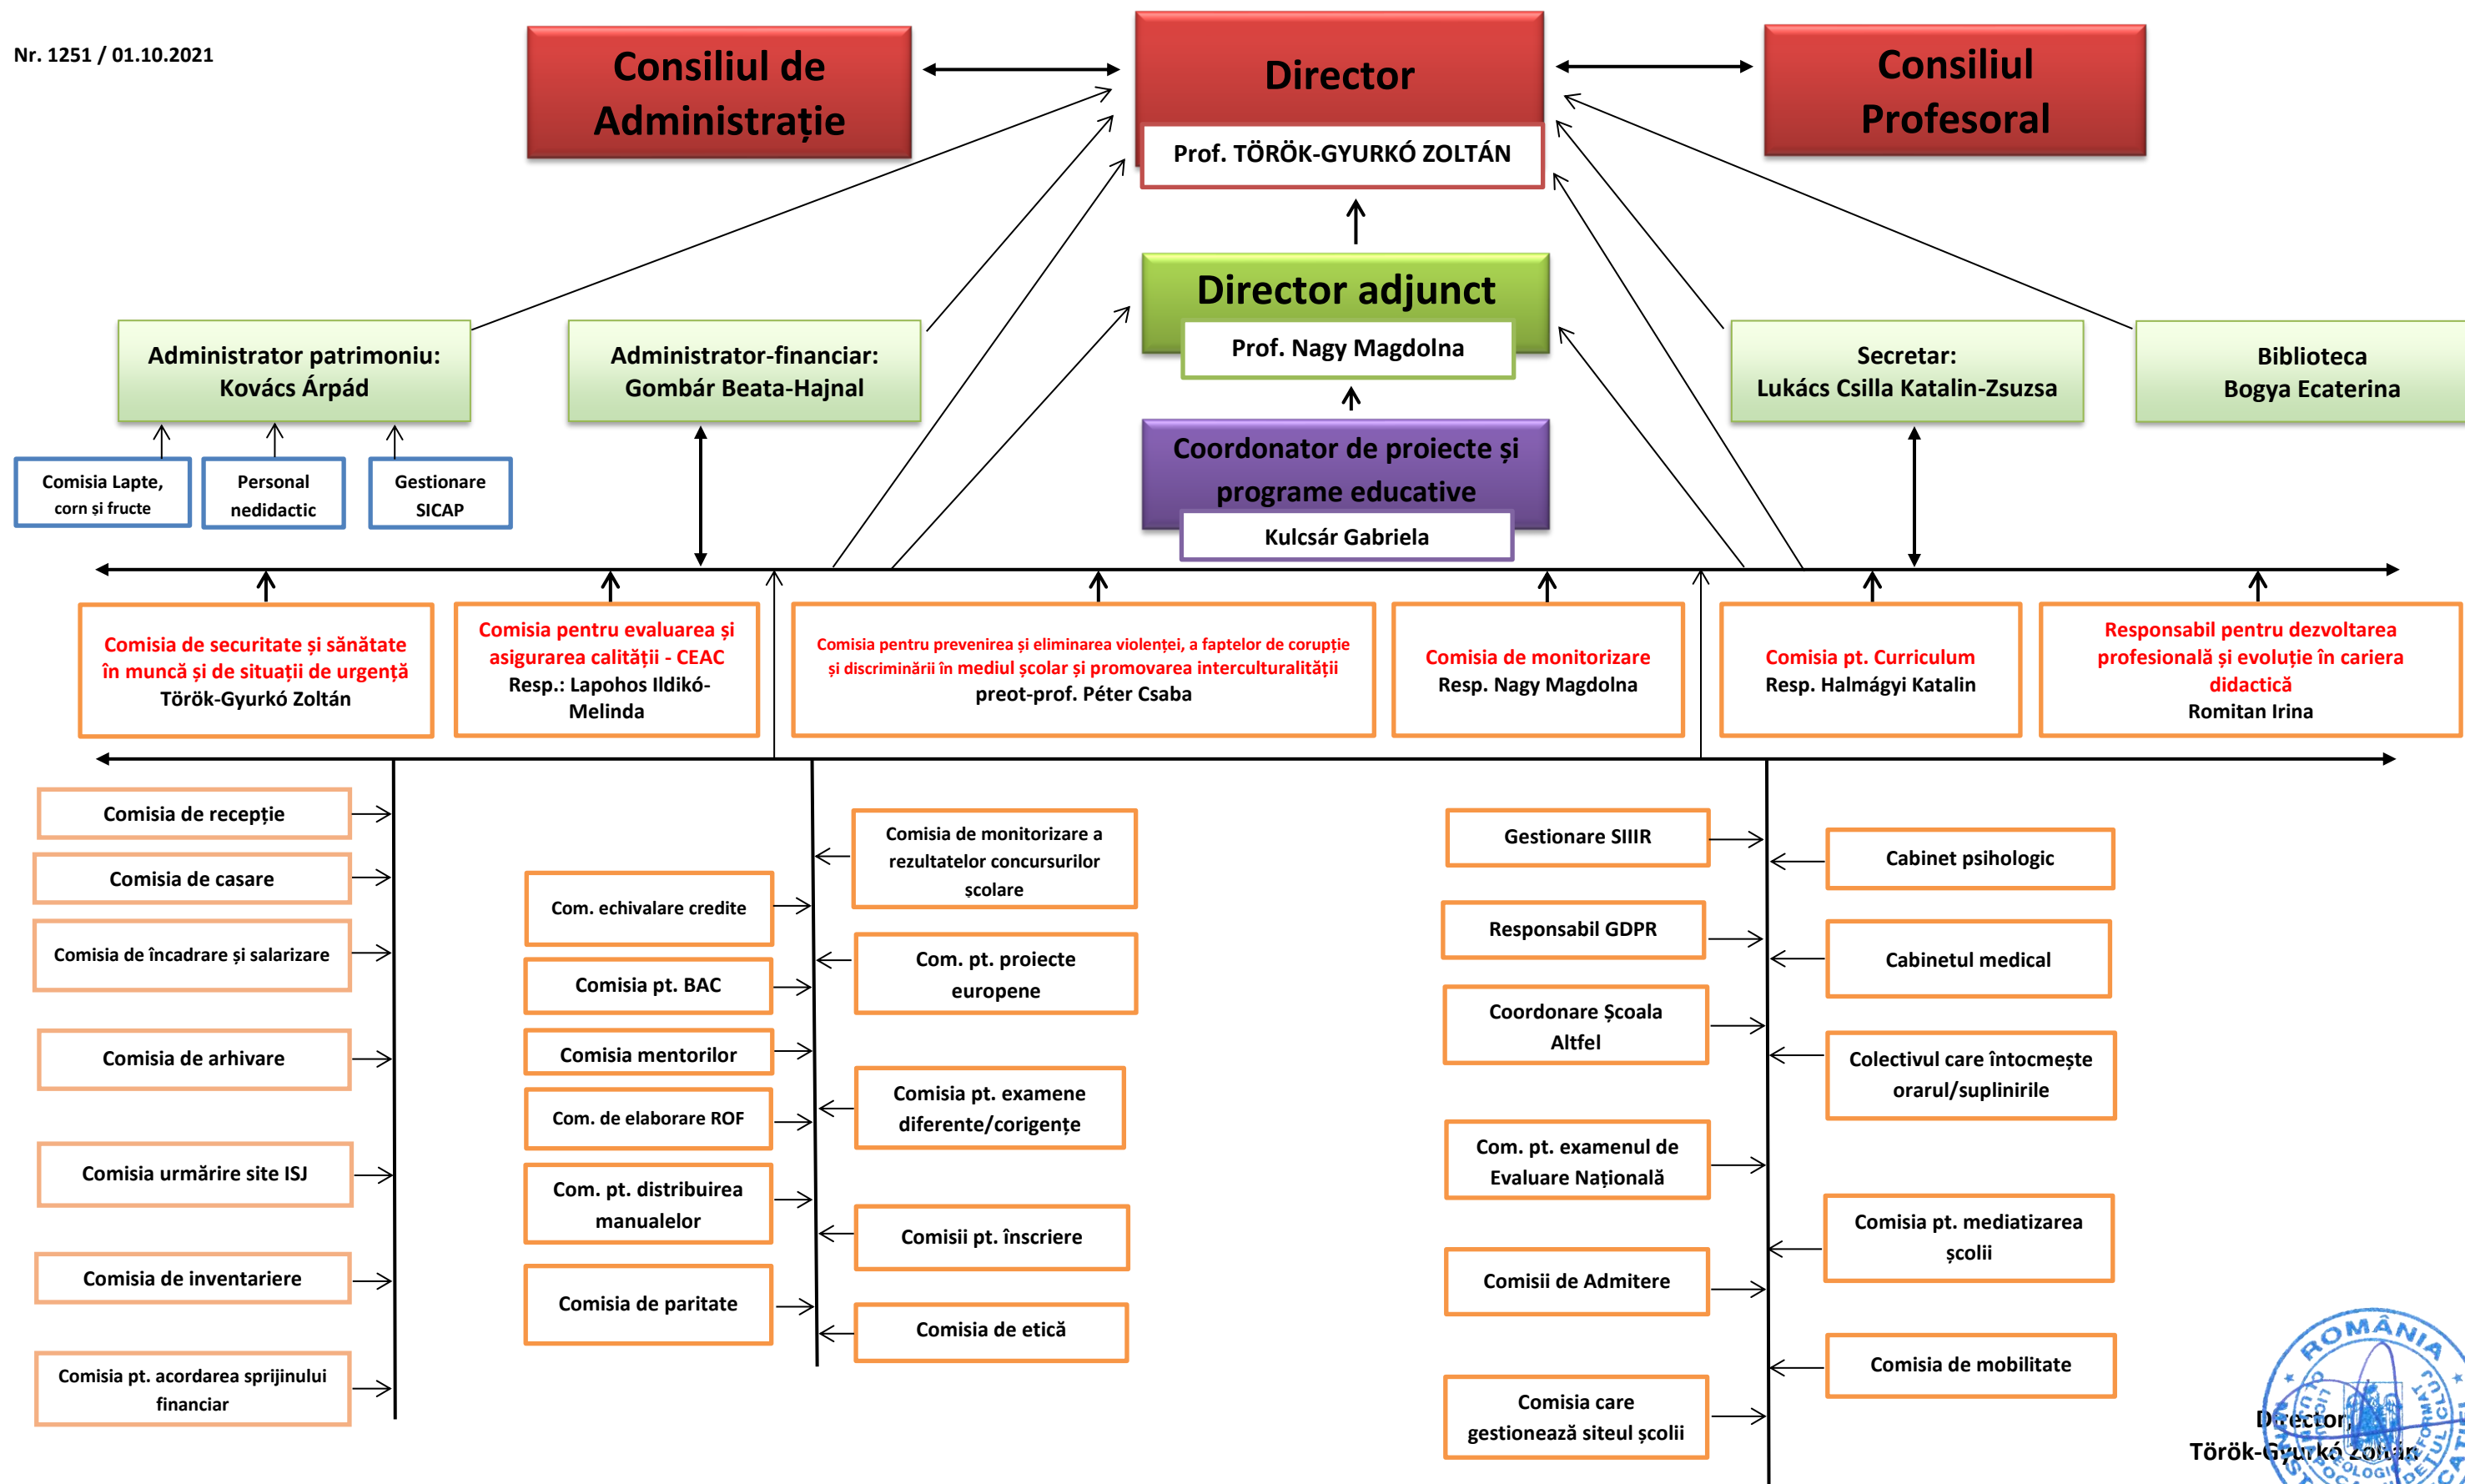 Nr. 1251 / 01.10.2021
Consiliul de
Administrație
Director
Prof. TÖRÖK-GYURKÓ ZOLTÁN
Consiliul
Profesoral
Director adjunct
Prof. Nagy Magdolna
Administrator patrimoniu:
Kovács Árpád
Administrator-financiar:
Gombár Beata-Hajnal
Secretar:
Lukács Csilla Katalin-Zsuzsa
Biblioteca
Bogya Ecaterina
Coordonator de proiecte și
programe educative
Kulcsár Gabriela
Comisia Lapte,
corn și fructe
Personal
nedidactic
Gestionare
SICAP
Comisia de securitate și sănătate
în muncă și de situații de urgență
Török-Gyurkó Zoltán
Comisia pentru evaluarea și
asigurarea calității - CEAC
Resp.: Lapohos Ildikó-
Melinda
Comisia pentru prevenirea și eliminarea violenței, a faptelor de corupție
și discriminării în mediul școlar și promovarea interculturalității
preot-prof. Péter Csaba
Comisia de monitorizare
Resp. Nagy Magdolna
Comisia pt. Curriculum
Resp. Halmágyi Katalin
Responsabil pentru dezvoltarea
profesională și evoluție în cariera
didactică
Romitan Irina
Comisia de recepție
Comisia de casare
Comisia de încadrare și salarizare
Comisia de arhivare
Comisia urmărire site ISJ
Comisia de inventariere
Comisia pt. acordarea sprijinului
financiar
Com. echivalare credite
Comisia pt. BAC
Comisia mentorilor
Com. de elaborare ROF
Com. pt. distribuirea
manualelor
Comisia de paritate
Comisia de monitorizare a
rezultatelor concursurilor
școlare
Com. pt. proiecte
europene
Comisia pt. examene
diferente/corigențe
Comisii pt. înscriere
Comisia de etică
Gestionare SIIIR
Responsabil GDPR
Coordonare Școala
Altfel
Com. pt. examenul de
Evaluare Națională
Comisii de Admitere
Comisia care
gestionează siteul școlii
Cabinet psihologic
Cabinetul medical
Colectivul care întocmește
orarul/suplinirile
Comisia pt. mediatizarea
școlii
Comisia de mobilitate
Director,
Török-Gyurkó Zoltán
ROMÂNIA